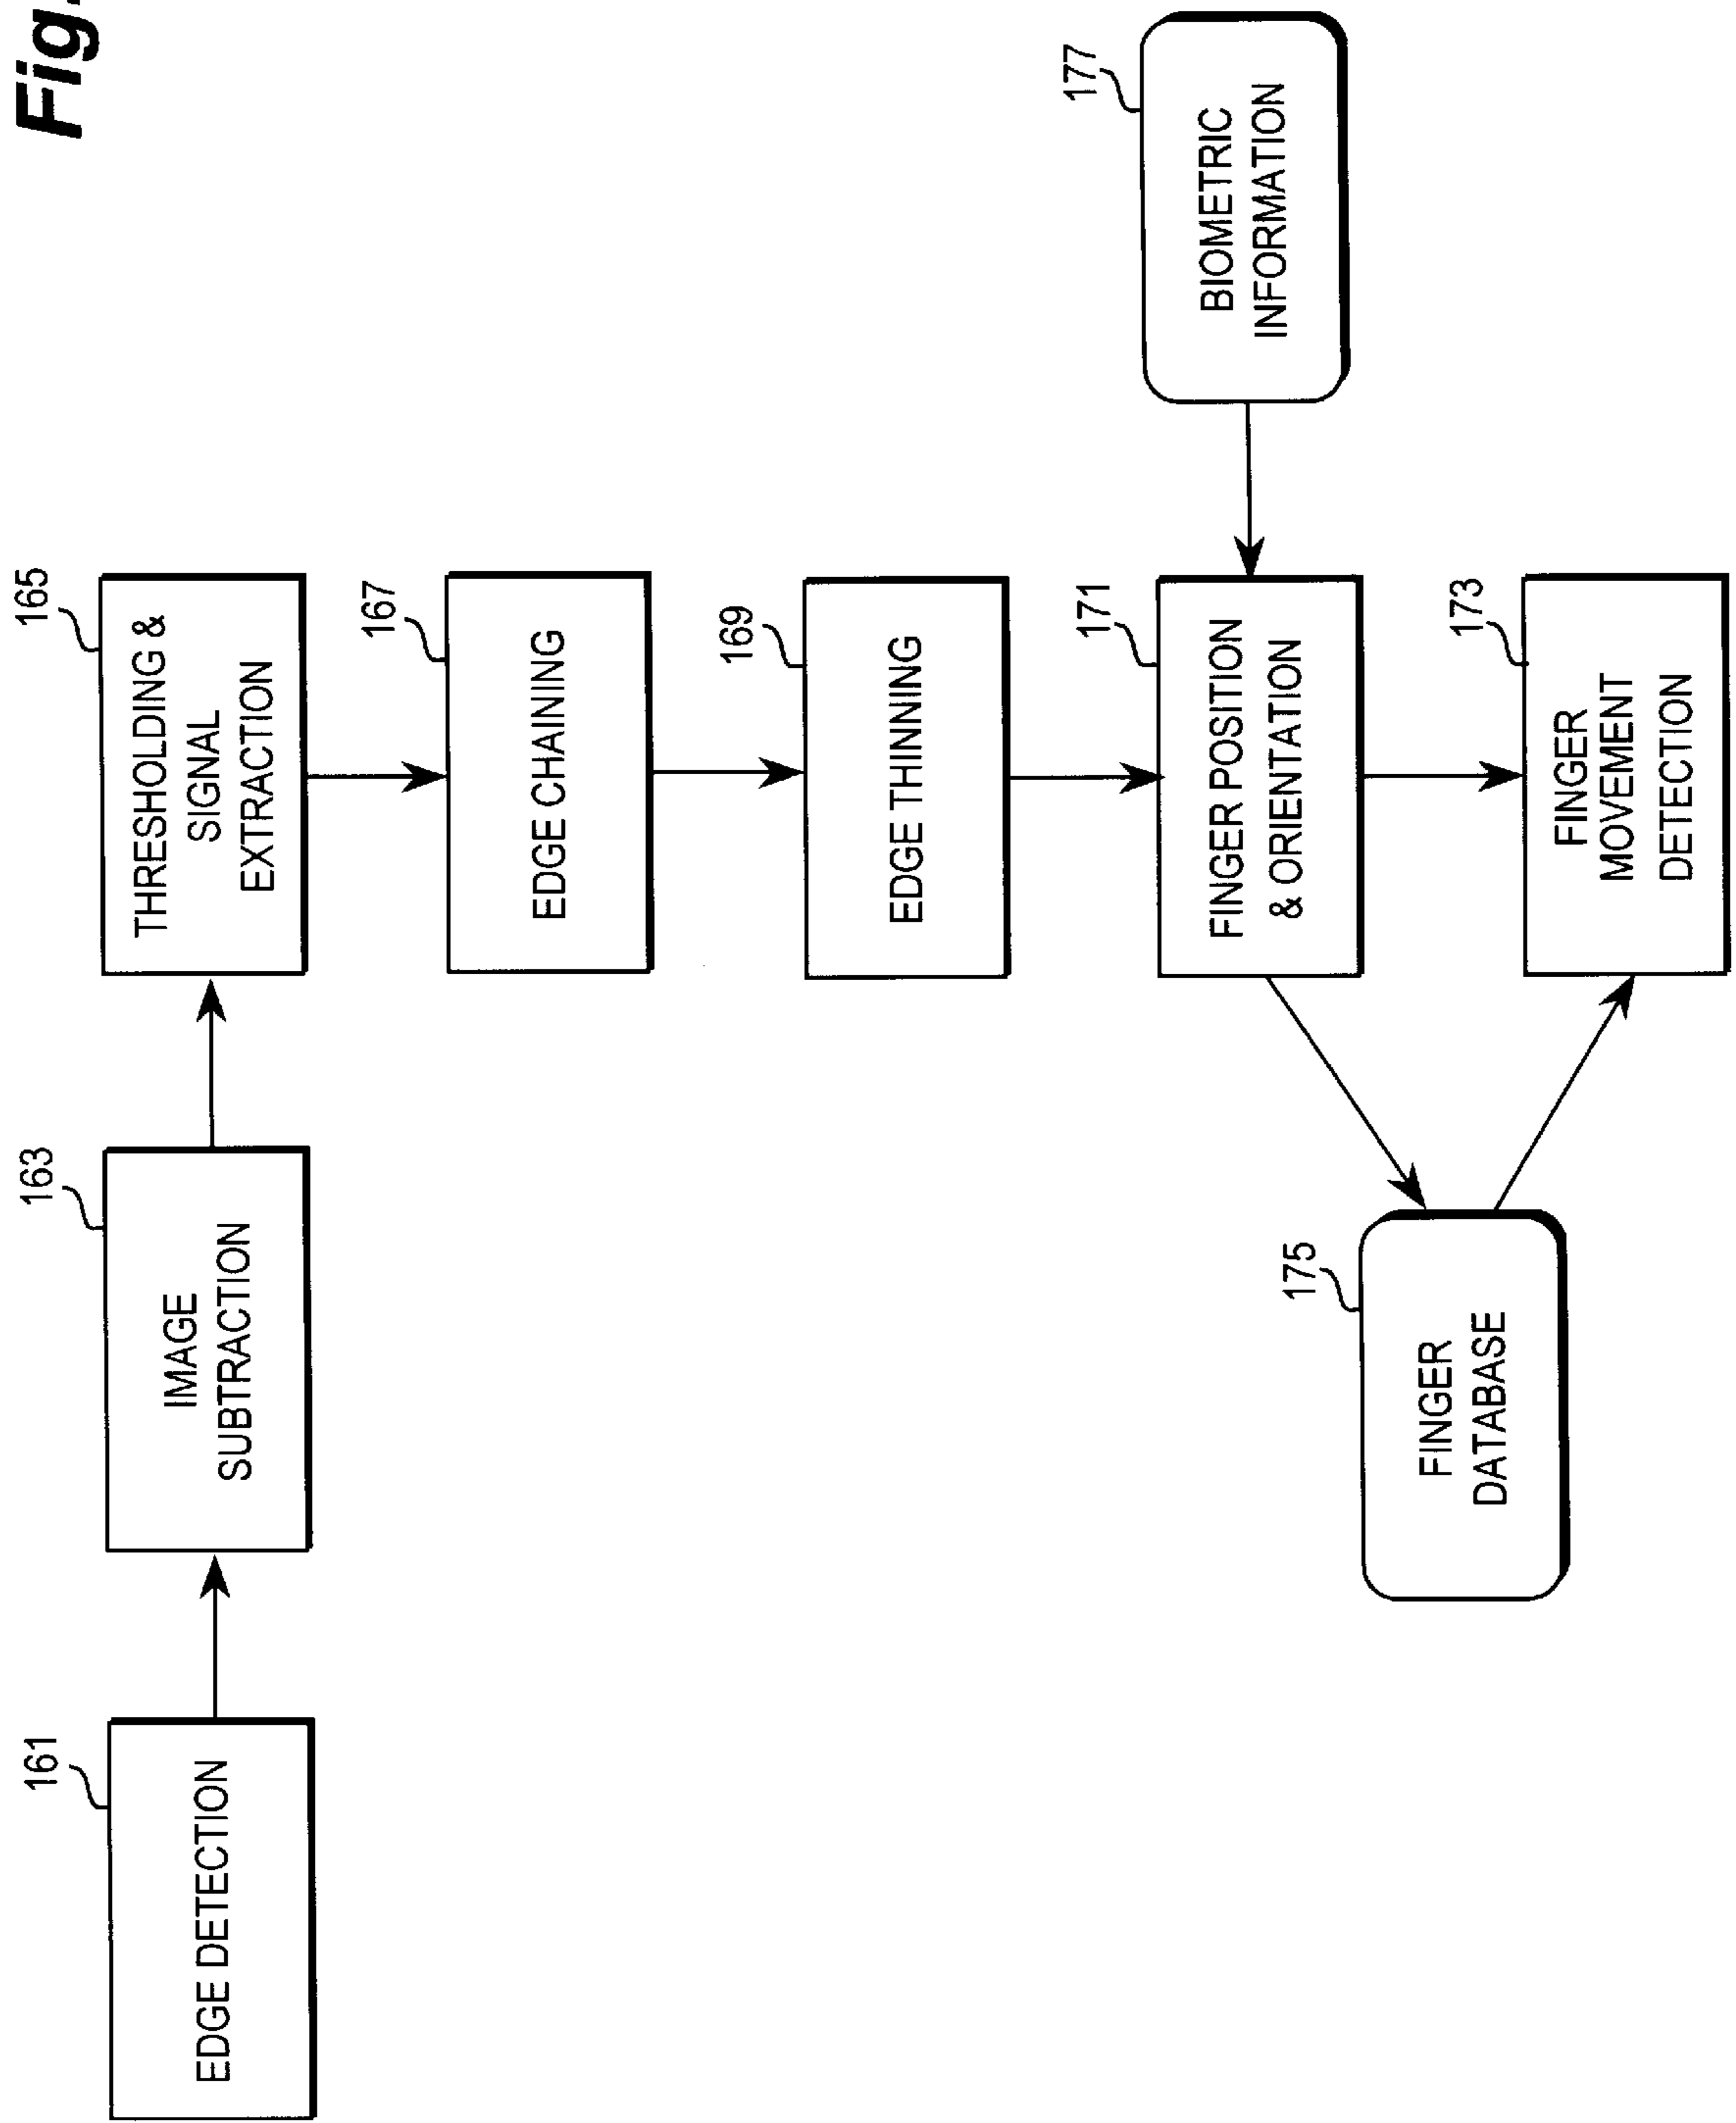 Fig.
161
EDGE DETECTION
163
IMAGE
SUBTRACTION
165
THRESHOLDING &
SIGNAL
EXTRACTION
167
EDGE CHAINING
169
EDGE THINNING
171
FINGER POSITION
& ORIENTATION
177
BIOMETRIC
INFORMATION
175
FINGER
DATABASE
173
FINGER
MOVEMENT
DETECTION